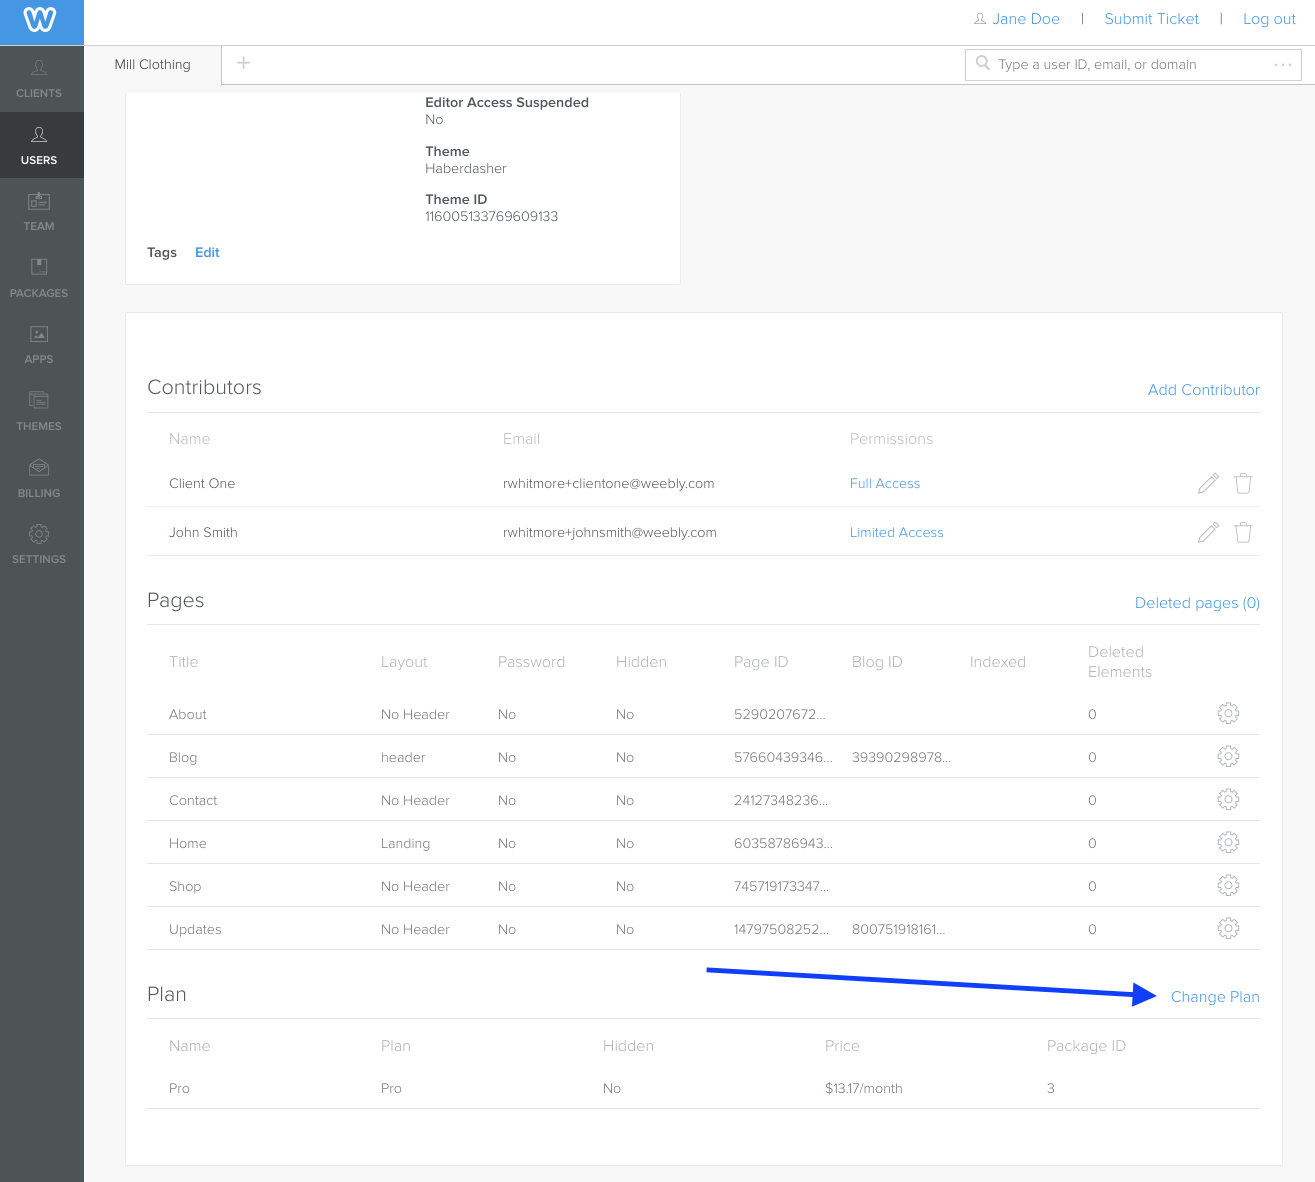 Jane Doe | Submit Ticket | Log out
Mill Clothing +
Type a user ID, email, or domain ...
CLIENTS
USERS
TEAM
PACKAGES
APPS
THEMES
BILLING
SETTINGS
Editor Access Suspended
No
Theme
Haberdasher
Theme ID
116005133769609133
Tags Edit
Contributors Add Contributor
Name Email Permissions
Client One rwhitmore+clientone@weebly.com Full Access
John Smith rwhitmore+johnsmith@weebly.com Limited Access
Pages Deleted pages (0)
Title Layout Password Hidden Page ID Blog ID Indexed Deleted Elements
About No Header No No 5290207672... 0
Blog header No No 57660439346... 39390298978... 0
Contact No Header No No 24127348236... 0
Home Landing No No 60358786943... 0
Shop No Header No No 745719173347... 0
Updates No Header No No 14797508252... 800751918161... 0
Plan Change Plan
Name Plan Hidden Price Package ID
Pro Pro No $13.17/month 3